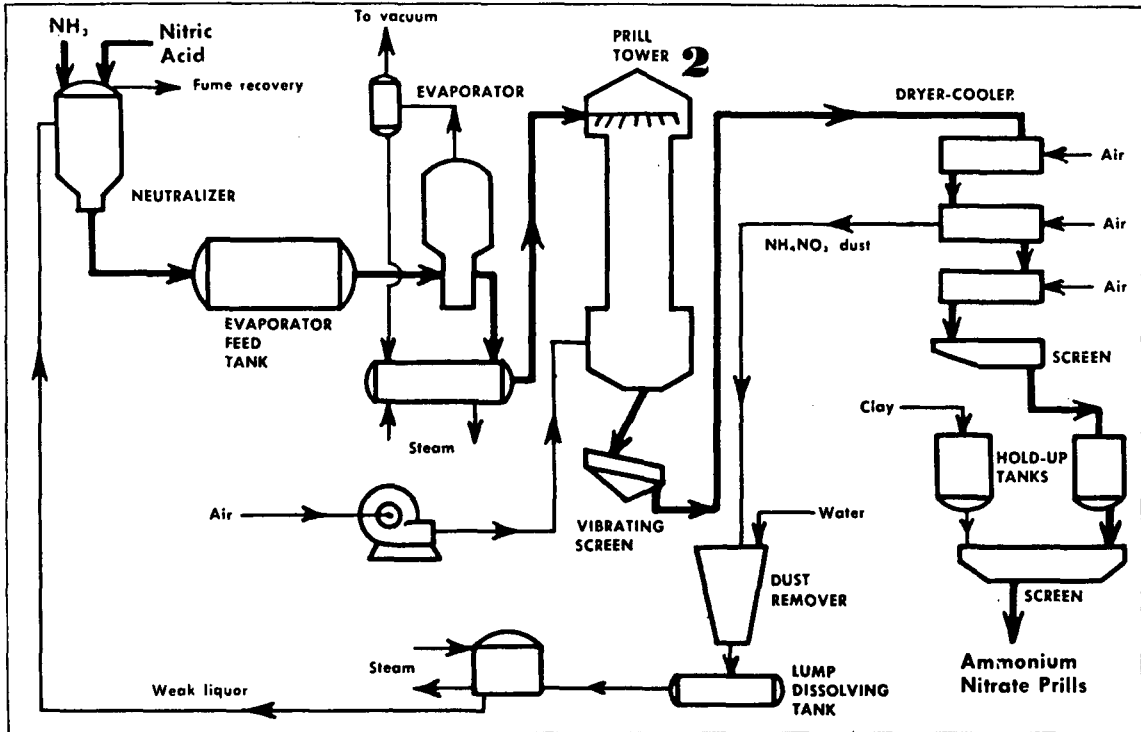 NH₃
Nitric
Acid
Fume recovery
NEUTRALIZER
To vacuum
EVAPORATOR
EVAPORATOR
FEED
TANK
Steam
PRILL
TOWER 2
DRYER-COOLER
Air
Air
Air
NH₄NO₃ dust
SCREEN
Clay
HOLD-UP
TANKS
Air
VIBRATING
SCREEN
Water
DUST
REMOVER
SCREEN
Ammonium
Nitrate Prills
LUMP
DISSOLVING
TANK
Steam
Weak liquor